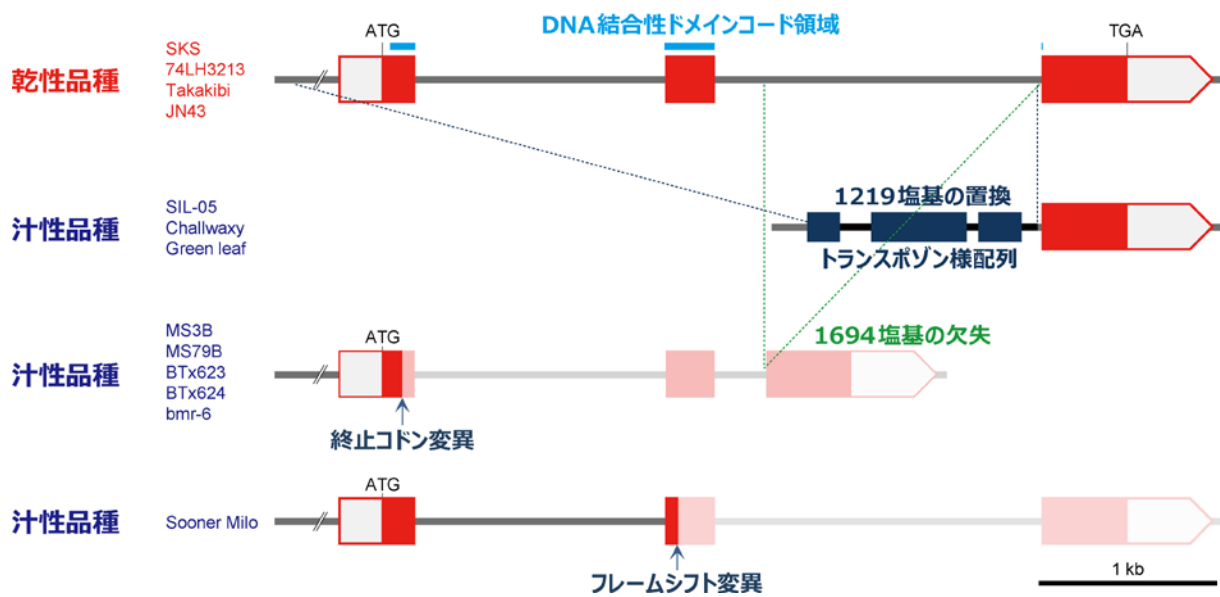 DNA結合性ドメインコード領域
ATG
TGA
乾性品種
SKS
74LH3213
Takakibi
JN43
汁性品種
SIL-05
Challwaxy
Green leaf
1219塩基の置換
トランスポゾン様配列
汁性品種
MS3B
MS79B
BTx623
BTx624
bmr-6
ATG
1694塩基の欠失
終止コドン変異
汁性品種
Sooner Milo
ATG
フレームシフト変異
1 kb